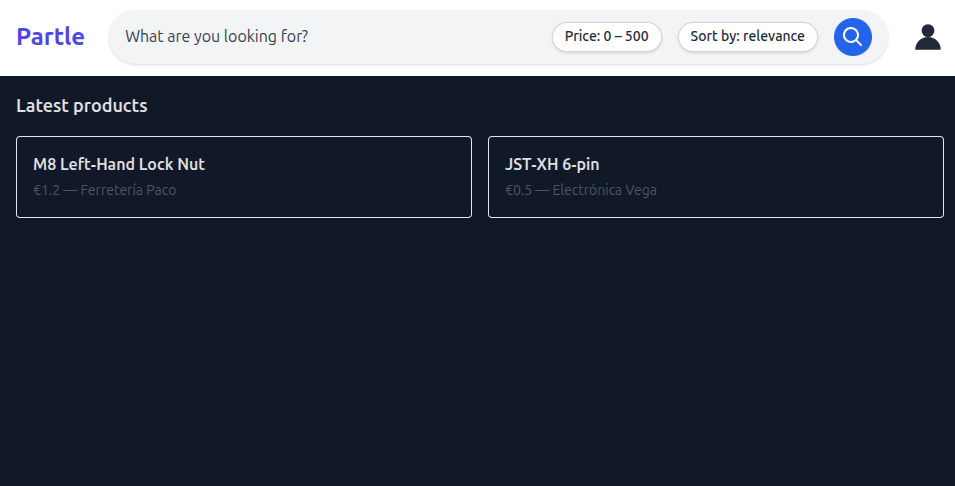 Partle
What are you looking for?
Price: 0 – 500
Sort by: relevance
Latest products
M8 Left-Hand Lock Nut
€1.2 — Ferretería Paco
JST-XH 6-pin
€0.5 — Electrónica Vega